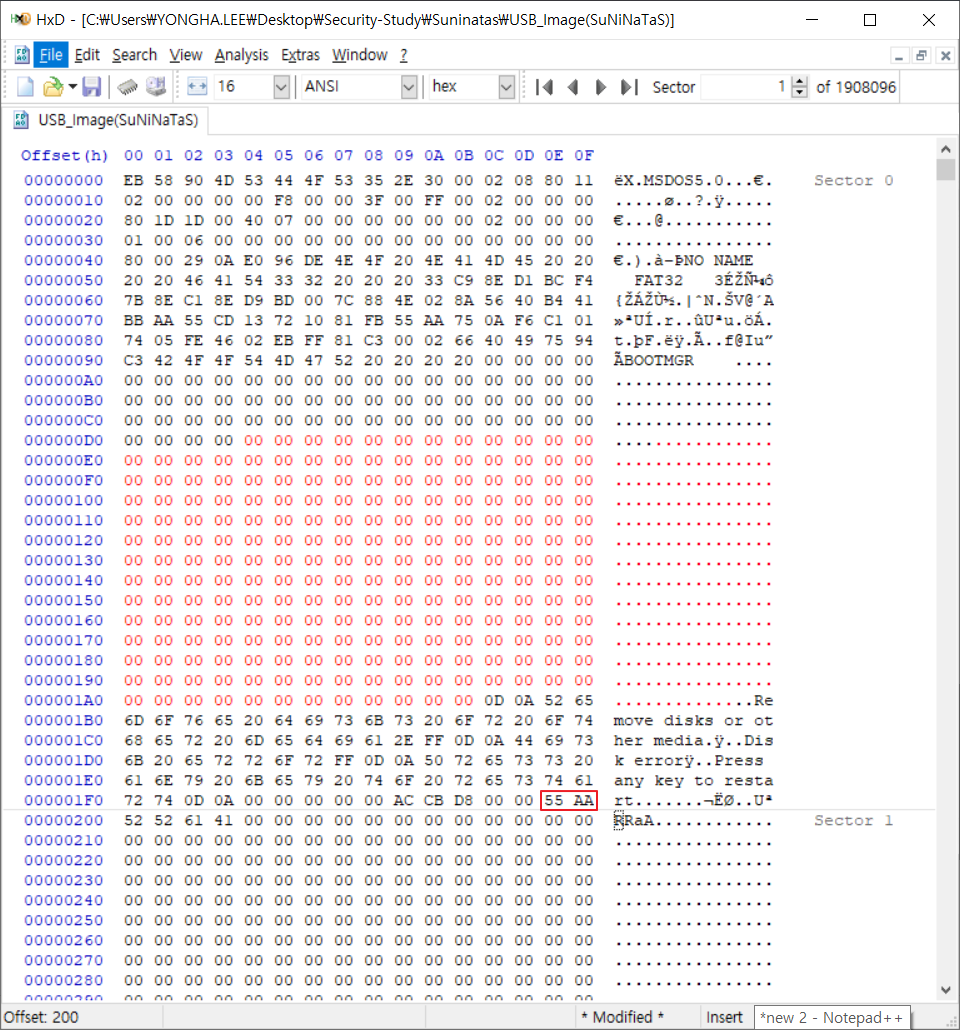 HxD - [C:₩Users₩YONGHA.LEE₩Desktop₩Security-Study₩Suninatas₩USB_Image(SuNiNaTaS)]
File Edit Search View Analysis Extras Window ?
16 ANSI hex Sector 1 of 1908096
USB_Image(SuNiNaTaS)
Offset(h) 00 01 02 03 04 05 06 07 08 09 0A 0B 0C 0D 0E 0F
00000000 EB 58 90 4D 53 44 4F 53 35 2E 30 00 02 08 80 11 ëX.MSDOS5.0...€. Sector 0
00000010 02 00 00 00 00 F8 00 00 3F 00 FF 00 02 00 00 00 .....ø..?.ÿ.....
00000020 80 1D 1D 00 40 07 00 00 00 00 00 00 02 00 00 00 €...@...........
00000030 01 00 06 00 00 00 00 00 00 00 00 00 00 00 00 00 ................
00000040 80 00 29 0A E0 96 DE 4E 4F 20 4E 41 4D 45 20 20 €.).à–ÞNO NAME
00000050 20 20 46 41 54 33 32 20 20 20 33 C9 8E D1 BC F4 FAT32   3ÉŽÑ¼ô
00000060 7B 8E C1 8E D9 BD 00 7C 88 4E 02 8A 56 40 B4 41 {ŽÁŽÙ½.|ˆN.ŠV@´A
00000070 BB AA 55 CD 13 72 10 81 FB 55 AA 75 0A F6 C1 01 »ªUÍ.r..ûUªu.öÁ.
00000080 74 05 FE 46 02 EB FF 81 C3 00 02 66 40 49 75 94 t.þF.ëÿ.Ã..f@Iu”
00000090 C3 42 4F 4F 54 4D 47 52 20 20 20 20 00 00 00 00 ÃBOOTMGR    ....
000000A0 00 00 00 00 00 00 00 00 00 00 00 00 00 00 00 00 ................
000000B0 00 00 00 00 00 00 00 00 00 00 00 00 00 00 00 00 ................
000000C0 00 00 00 00 00 00 00 00 00 00 00 00 00 00 00 00 ................
000000D0 00 00 00 00 00 00 00 00 00 00 00 00 00 00 00 00 ................
000000E0 00 00 00 00 00 00 00 00 00 00 00 00 00 00 00 00 ................
000000F0 00 00 00 00 00 00 00 00 00 00 00 00 00 00 00 00 ................
00000100 00 00 00 00 00 00 00 00 00 00 00 00 00 00 00 00 ................
00000110 00 00 00 00 00 00 00 00 00 00 00 00 00 00 00 00 ................
00000120 00 00 00 00 00 00 00 00 00 00 00 00 00 00 00 00 ................
00000130 00 00 00 00 00 00 00 00 00 00 00 00 00 00 00 00 ................
00000140 00 00 00 00 00 00 00 00 00 00 00 00 00 00 00 00 ................
00000150 00 00 00 00 00 00 00 00 00 00 00 00 00 00 00 00 ................
00000160 00 00 00 00 00 00 00 00 00 00 00 00 00 00 00 00 ................
00000170 00 00 00 00 00 00 00 00 00 00 00 00 00 00 00 00 ................
00000180 00 00 00 00 00 00 00 00 00 00 00 00 00 00 00 00 ................
00000190 00 00 00 00 00 00 00 00 00 00 00 00 00 00 00 00 ................
000001A0 00 00 00 00 00 00 00 00 00 00 00 00 0D 0A 52 65 ..............Re
000001B0 6D 6F 76 65 20 64 69 73 6B 73 20 6F 72 20 6F 74 move disks or ot
000001C0 68 65 72 20 6D 65 64 69 61 2E FF 0D 0A 44 69 73 her media.ÿ..Dis
000001D0 6B 20 65 72 72 6F 72 FF 0D 0A 50 72 65 73 73 20 k errorÿ..Press
000001E0 61 6E 79 20 6B 65 79 20 74 6F 20 72 65 73 74 61 any key to resta
000001F0 72 74 0D 0A 00 00 00 00 00 AC CB D8 00 00 55 AA rt.......¬ËØ..Uª
00000200 52 52 61 41 00 00 00 00 00 00 00 00 00 00 00 00 RRaA............ Sector 1
00000210 00 00 00 00 00 00 00 00 00 00 00 00 00 00 00 00 ................
00000220 00 00 00 00 00 00 00 00 00 00 00 00 00 00 00 00 ................
00000230 00 00 00 00 00 00 00 00 00 00 00 00 00 00 00 00 ................
00000240 00 00 00 00 00 00 00 00 00 00 00 00 00 00 00 00 ................
00000250 00 00 00 00 00 00 00 00 00 00 00 00 00 00 00 00 ................
00000260 00 00 00 00 00 00 00 00 00 00 00 00 00 00 00 00 ................
00000270 00 00 00 00 00 00 00 00 00 00 00 00 00 00 00 00 ................
00000280 00 00 00 00 00 00 00 00 00 00 00 00 00 00 00 00 ................
00000290 00 00 00 00 00 00 00 00 00 00 00 00 00 00 00 00
Offset: 200 * Modified * Insert *new 2 - Notepad++